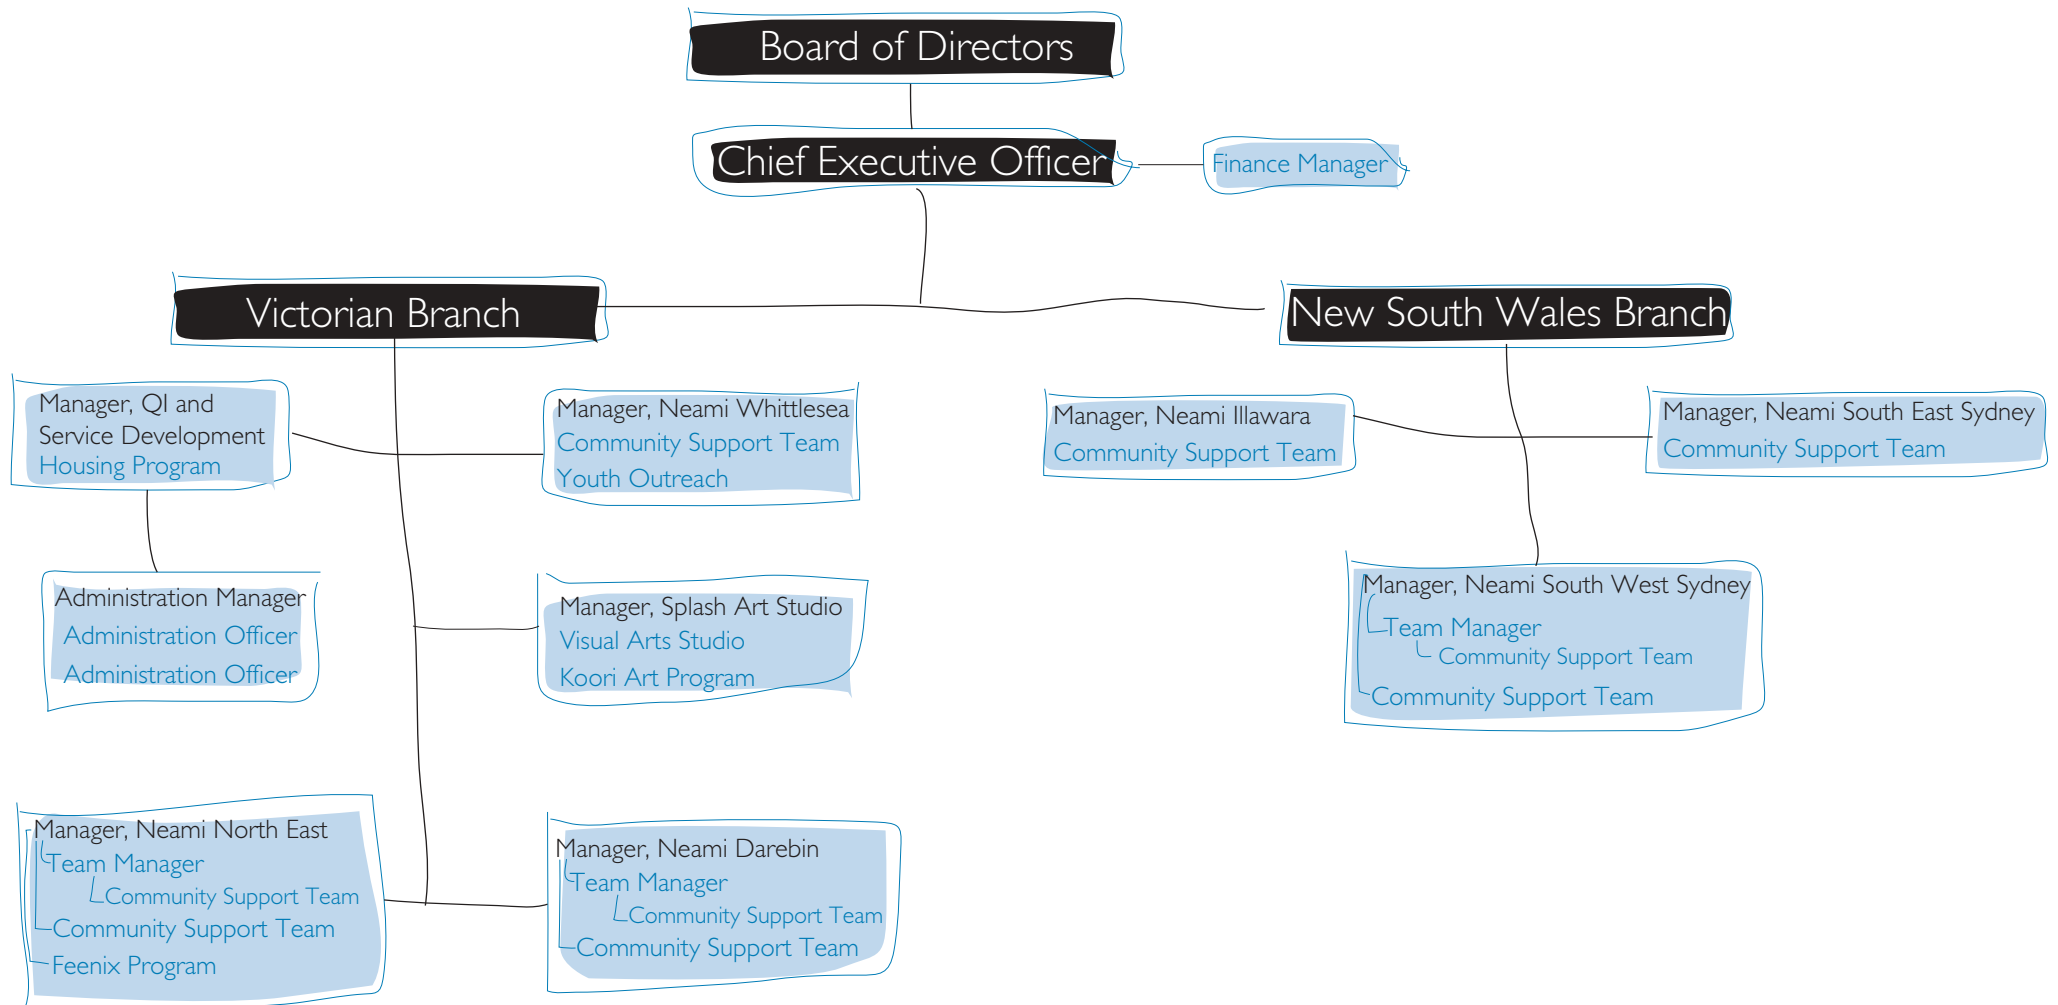 Board of Directors
Chief Executive Officer
Finance Manager
Victorian Branch
New South Wales Branch
Manager, QI and
Service Development
Housing Program
Manager, Neami Whittlesea
Community Support Team
Youth Outreach
Manager, Neami Illawara
Community Support Team
Manager, Neami South East Sydney
Community Support Team
Administration Manager
Administration Officer
Administration Officer
Manager, Splash Art Studio
Visual Arts Studio
Koori Art Program
Manager, Neami South West Sydney
Team Manager
Community Support Team
Community Support Team
Manager, Neami North East
Team Manager
Community Support Team
Community Support Team
Feenix Program
Manager, Neami Darebin
Team Manager
Community Support Team
Community Support Team